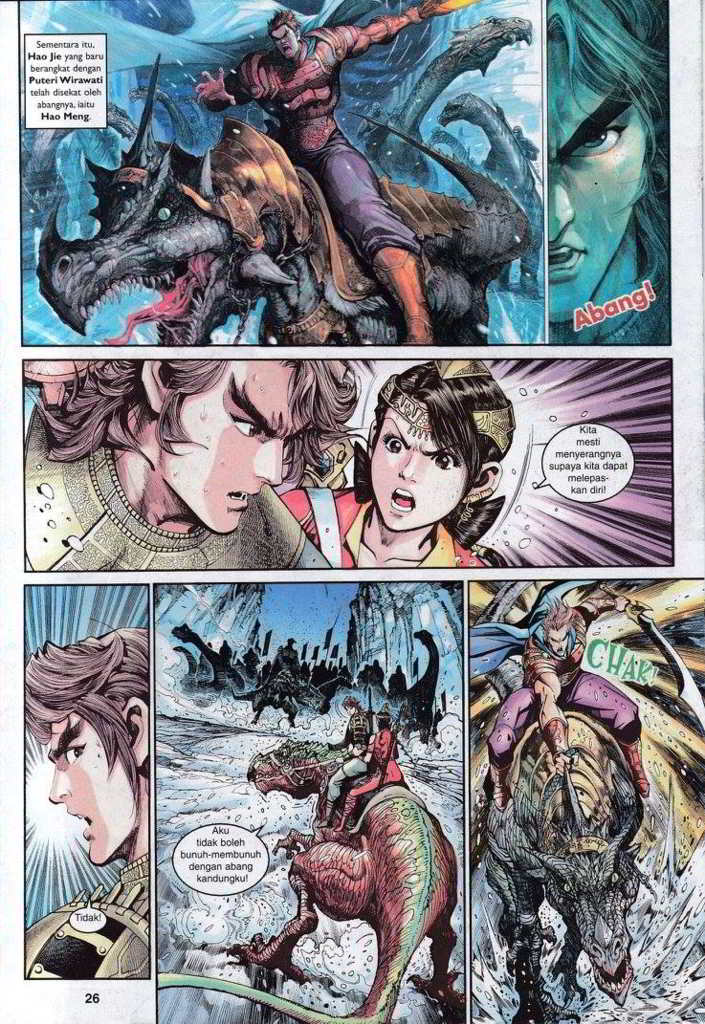 Sementara itu,
Hao Jie yang baru
berangkat dengan
Puteri Wirawati
telah disekat oleh
abangnya, iaitu
Hao Meng.
Abang!
Kita
mesti
menyerangnya
supaya kita dapat
melepas-
kan diri!
Tidak!
Aku
tidak boleh
bunuh-membunuh
dengan abang
kandungku!
CHAK!
26